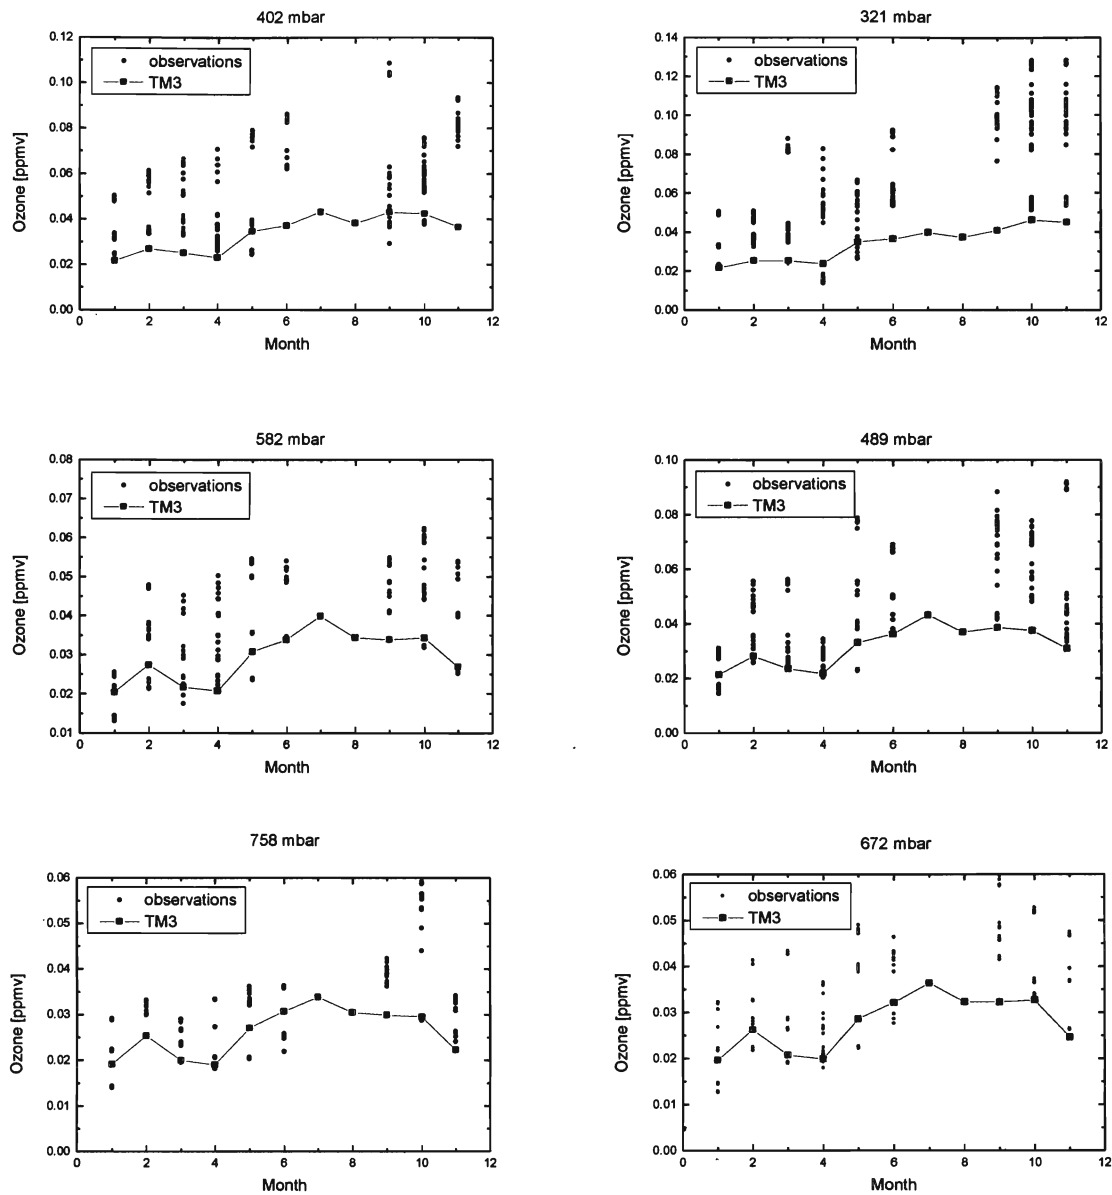 402 mbar
0.12
0.10
0.08
0.06
0.04
0.02
0.00
Ozone [ppmv]
observations
TM3
0 2 4 6 8 10 12
Month
321 mbar
0.14
0.12
0.10
0.08
0.06
0.04
0.02
0.00
Ozone [ppmv]
observations
TM3
0 2 4 6 8 10 12
Month
582 mbar
0.08
0.07
0.06
0.05
0.04
0.03
0.02
0.01
Ozone [ppmv]
observations
TM3
0 2 4 6 8 10 12
Month
489 mbar
0.10
0.08
0.06
0.04
0.02
0.00
Ozone [ppmv]
observations
TM3
0 2 4 6 8 10 12
Month
758 mbar
0.06
0.05
0.04
0.03
0.02
0.01
0.00
Ozone [ppmv]
observations
TM3
0 2 4 6 8 10 12
Month
672 mbar
0.06
0.05
0.04
0.03
0.02
0.01
0.00
Ozone [ppmv]
observations
TM3
0 2 4 6 8 10 12
Month